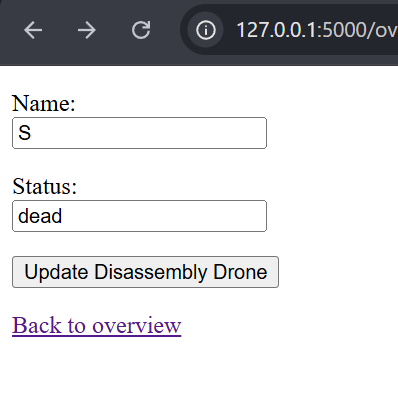 127.0.0.1:5000/ov
Name:
S
Status:
dead
Update Disassembly Drone
Back to overview